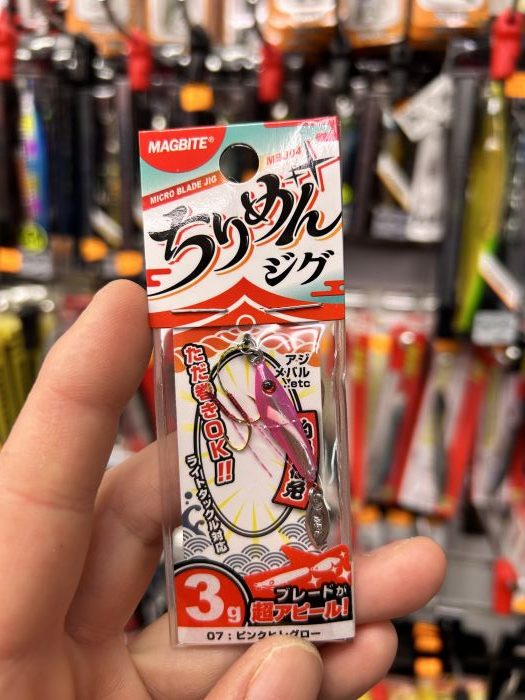 MAGBITE®
MBJ04
MICRO BLADE JIG
ちりめん
ジグ
アジ
メバル
...etc
ただ巻きOK!!
ライトタックル対応
3g
ブレードが
超アピール!
07:ピンクヒレグロー